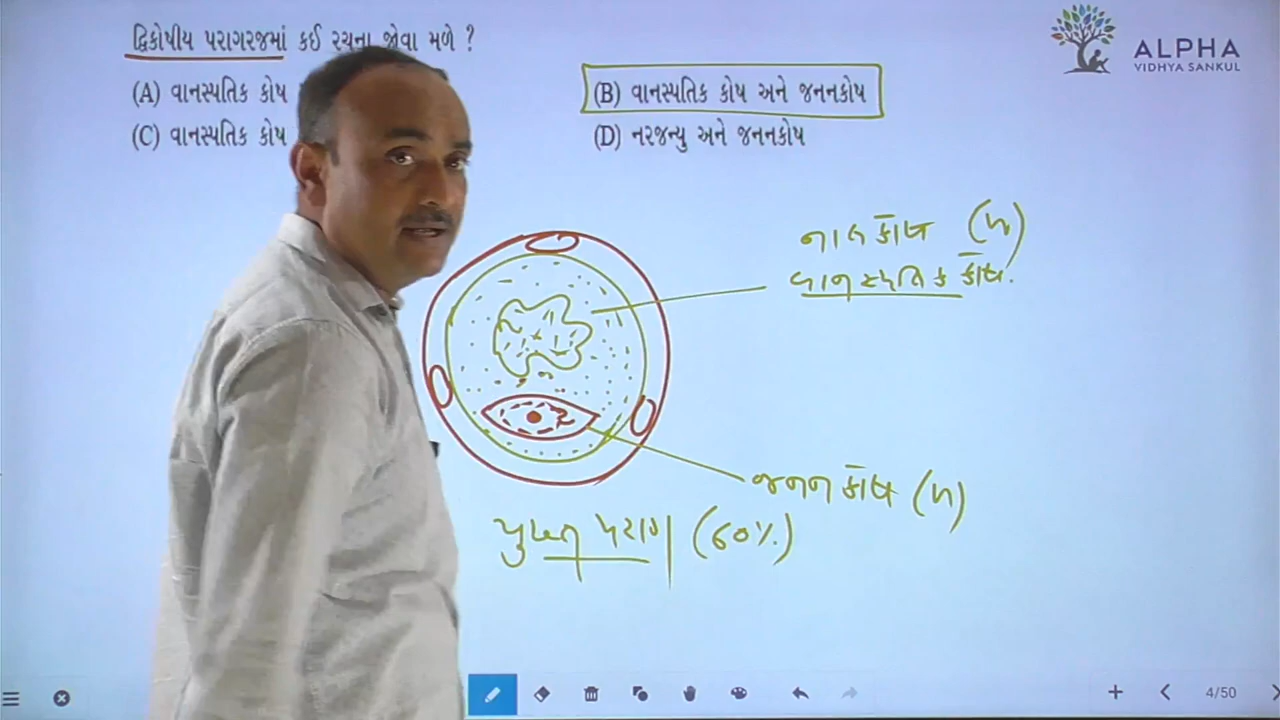 દ્વિકોષીય પરાગરજમાં કઈ રચના જોવા મળે ?
ALPHA
VIDHYA SANKUL
(A) વાનસ્પતિક કોષ
(B) વાનસ્પતિક કોષ અને જનનકોષ
(C) વાનસ્પતિક કોષ
(D) નરજન્યુ અને જનનકોષ
નાલ કોષ (n)
વાનસ્પતિક કોષ.
જનન કોષ (n)
પુખ્ત પરાગ (60%)
4/50